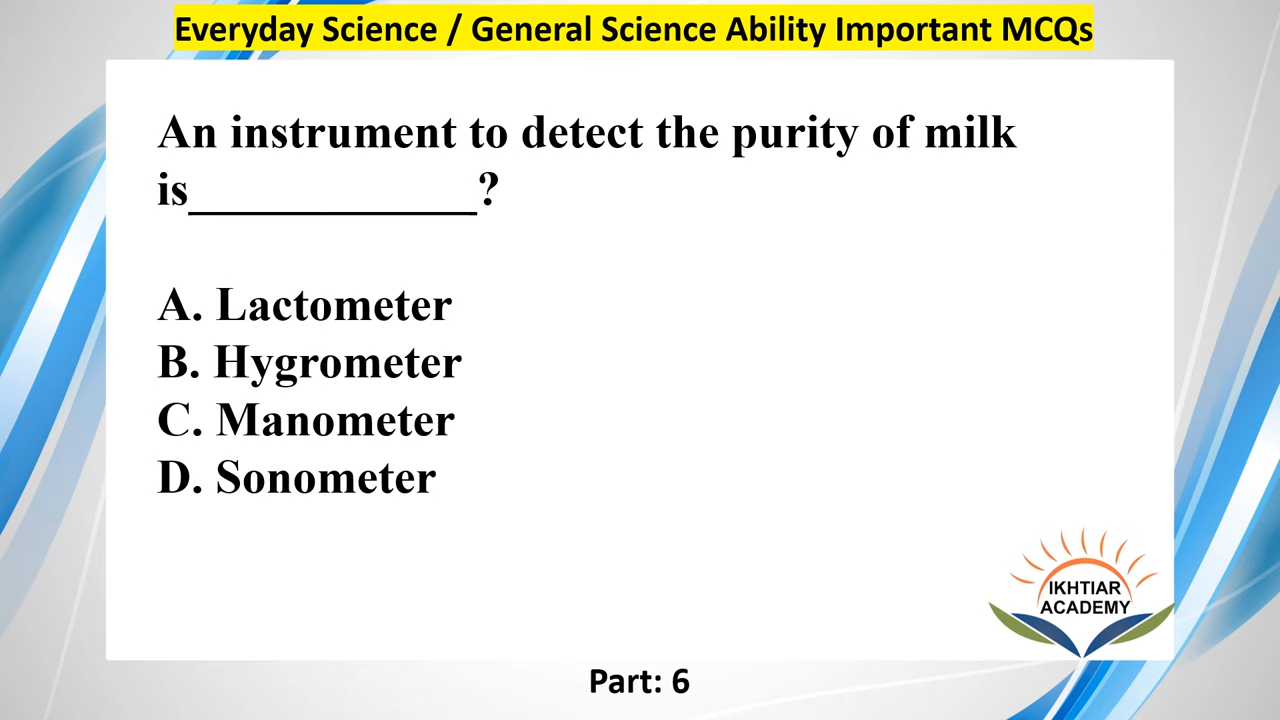 Everyday Science / General Science Ability Important MCQs
An instrument to detect the purity of milk
is____________?
A. Lactometer
B. Hygrometer
C. Manometer
D. Sonometer
IKHTIAR
ACADEMY
Part: 6